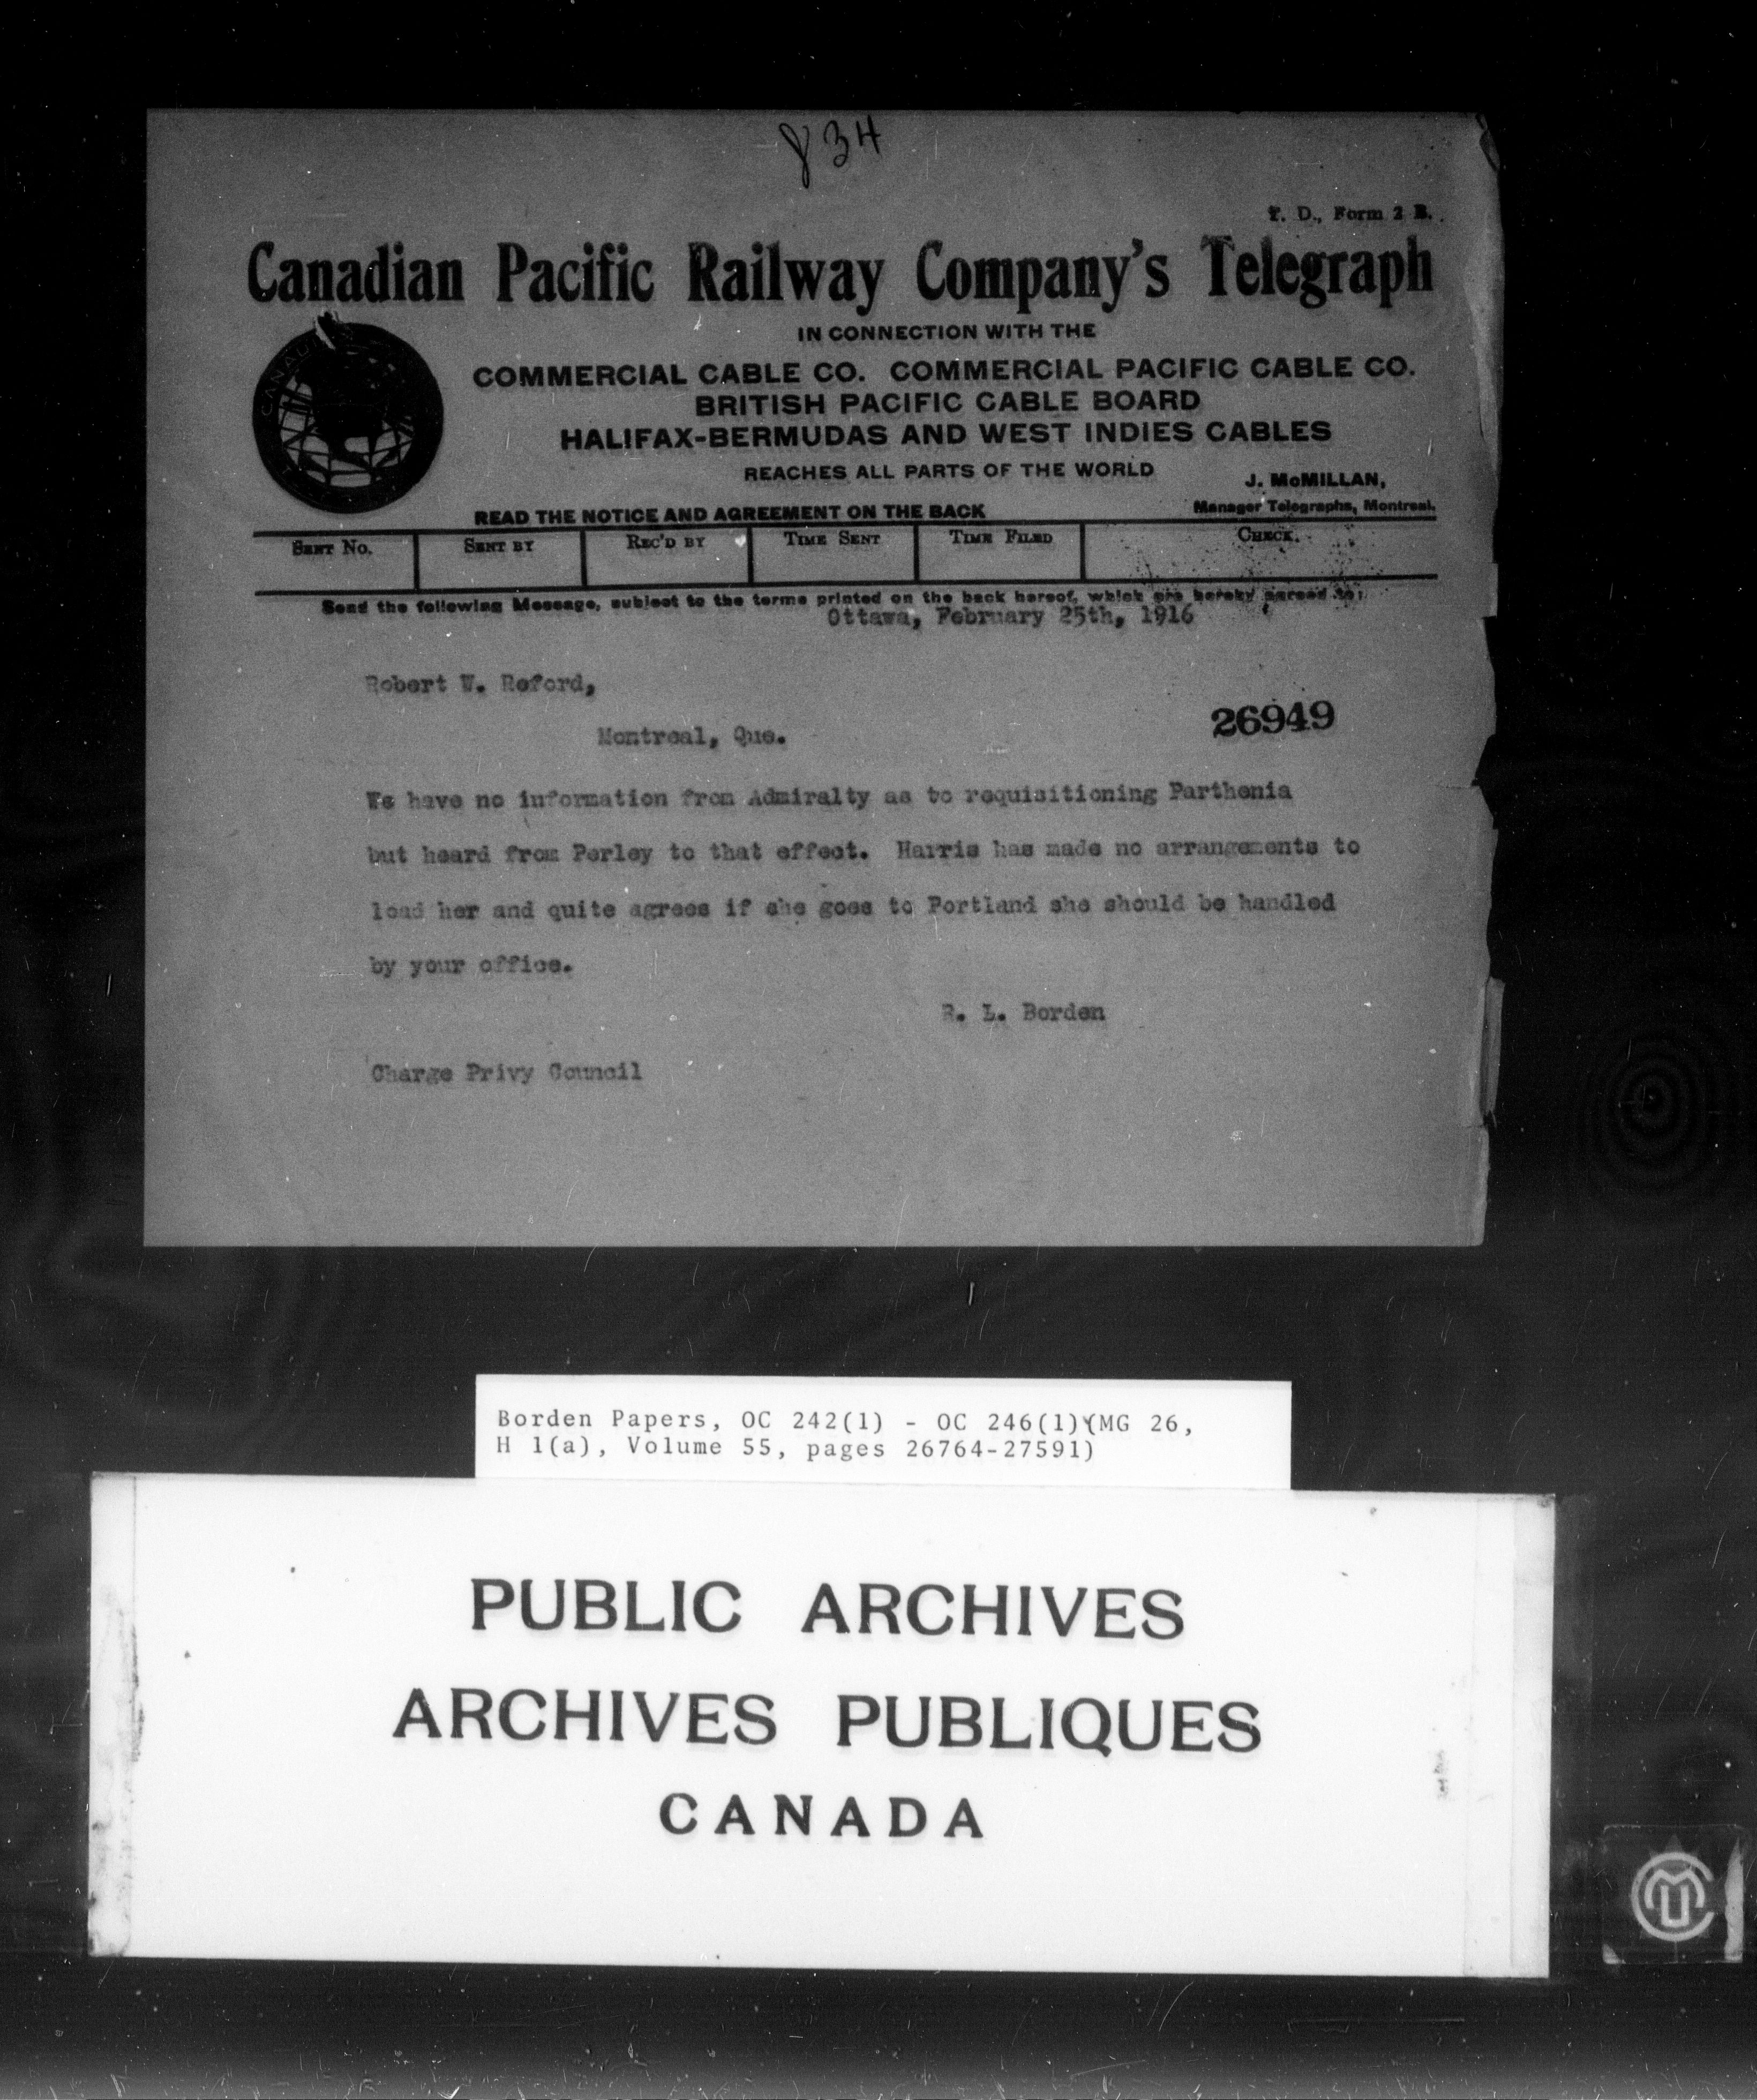 834
T. D., Form 2 B.
Canadian Pacific Railway Company's Telegraph
IN CONNECTION WITH THE
COMMERCIAL CABLE CO. COMMERCIAL PACIFIC CABLE CO.
BRITISH PACIFIC CABLE BOARD
HALIFAX-BERMUDAS AND WEST INDIES CABLES
REACHES ALL PARTS OF THE WORLD
J. McMILLAN,
Manager Telegraphs, Montreal.
READ THE NOTICE AND AGREEMENT ON THE BACK
SENT NO. SENT BY REC'D BY TIME SENT TIME FILED CHECK.
Send the following Message, subject to the terms printed on the back hereof, which are hereby agreed to:
Ottawa, February 25th, 1916
Robert W. Reford,
26949
Montreal, Que.
We have no information from Admiralty as to requisitioning Parthenia
but heard from Perley to that effect. Harris has made no arrangements to
load her and quite agrees if she goes to Portland she should be handled
by your office.
R. L. Borden
Charge Privy Council
Borden Papers, OC 242(1) - OC 246(1)(MG 26,
H 1(a), Volume 55, pages 26764-27591)
PUBLIC ARCHIVES
ARCHIVES PUBLIQUES
CANADA